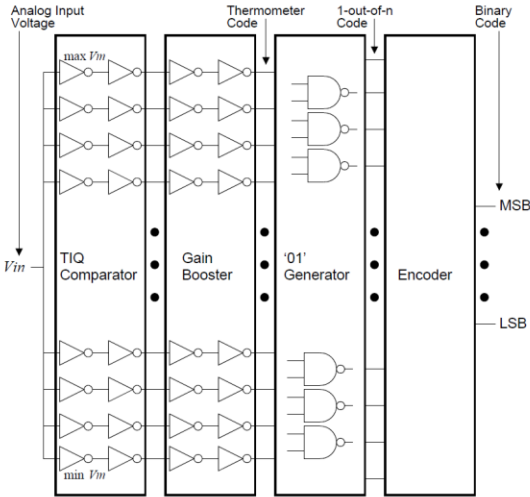 Analog Input
Voltage
Thermometer
Code
1-out-of-n
Code
Binary
Code
max Vm
MSB
Vin
TIQ
Comparator
Gain
Booster
'01'
Generator
Encoder
LSB
min Vm